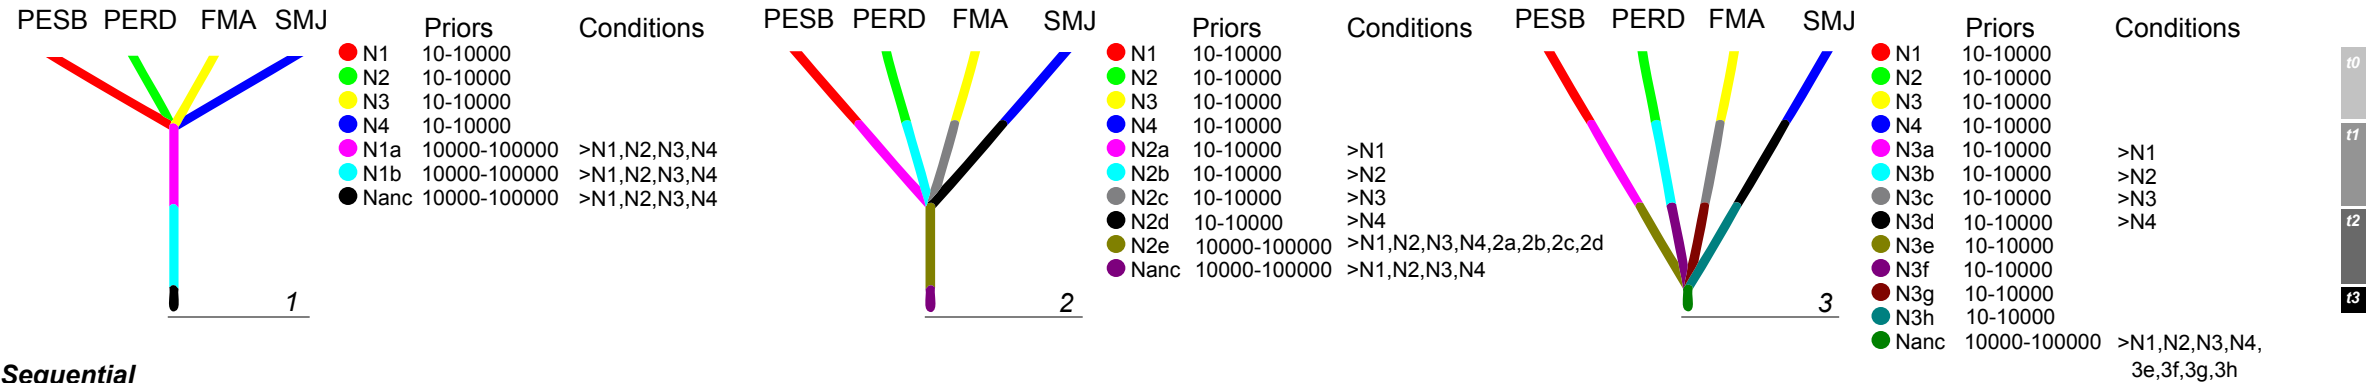 PESB PERD FMA SMJ
Priors Conditions
N1 10-10000
N2 10-10000
N3 10-10000
N4 10-10000
N1a 10000-100000 >N1,N2,N3,N4
N1b 10000-100000 >N1,N2,N3,N4
Nanc 10000-100000 >N1,N2,N3,N4
1
PESB PERD FMA SMJ
Priors Conditions
N1 10-10000
N2 10-10000
N3 10-10000
N4 10-10000
N2a 10-10000 >N1
N2b 10-10000 >N2
N2c 10-10000 >N3
N2d 10-10000 >N4
N2e 10000-100000 >N1,N2,N3,N4,2a,2b,2c,2d
Nanc 10000-100000 >N1,N2,N3,N4
2
PESB PERD FMA SMJ
Priors Conditions
N1 10-10000
N2 10-10000
N3 10-10000
N4 10-10000
N3a 10-10000 >N1
N3b 10-10000 >N2
N3c 10-10000 >N3
N3d 10-10000 >N4
N3e 10-10000
N3f 10-10000
N3g 10-10000
N3h 10-10000
Nanc 10000-100000 >N1,N2,N3,N4,
3e,3f,3g,3h
3
t0
t1
t2
t3
Sequential